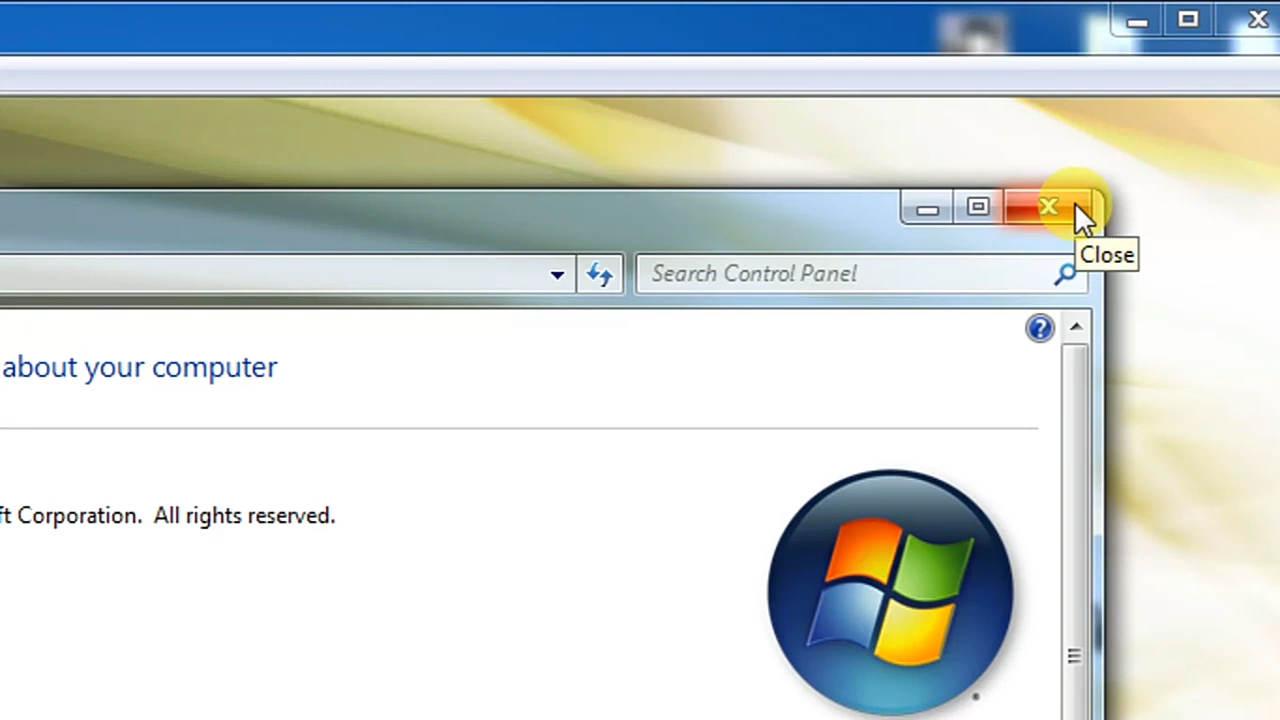 Close
Search Control Panel
about your computer
ft Corporation. All rights reserved.